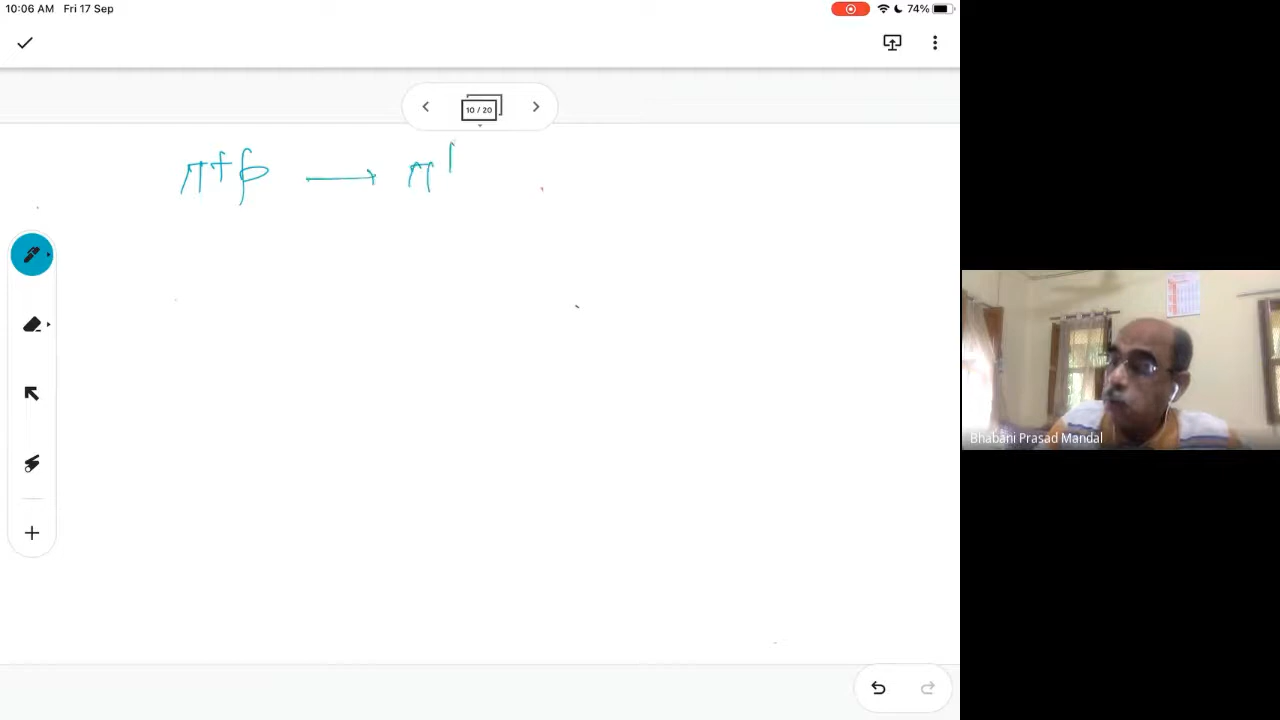 10:06 AM Fri 17 Sep
74%
10 / 20
π⁺p ⟶ π
Bhabani Prasad Mandal